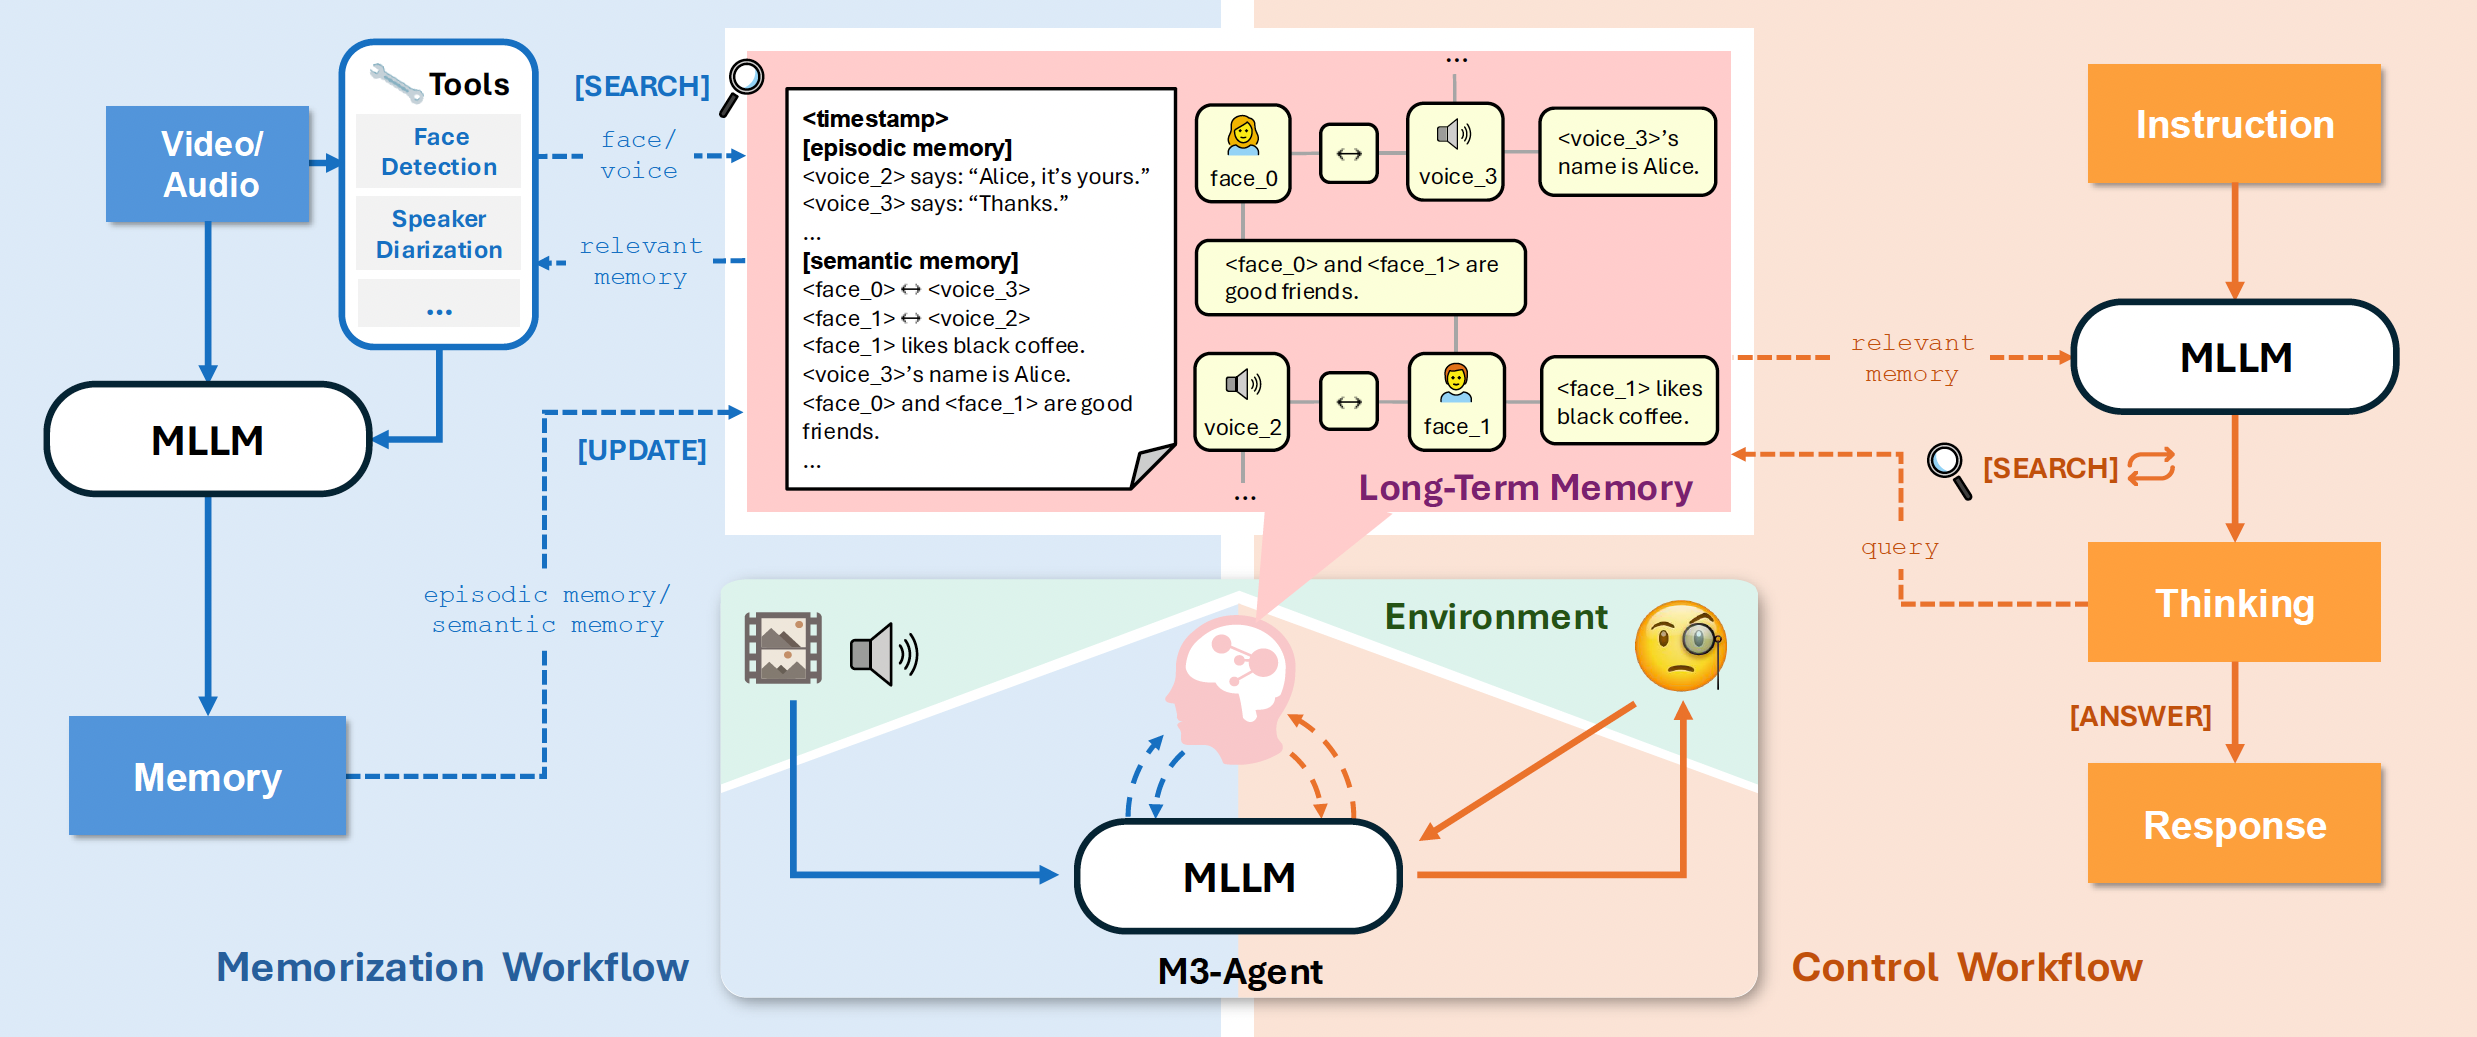 Video/
Audio
Tools
Face
Detection
Speaker
Diarization
...
[SEARCH]
face/
voice
relevant
memory
MLLM
[UPDATE]
episodic memory/
semantic memory
Memory
Memorization Workflow
<timestamp>
[episodic memory]
<voice_2> says: “Alice, it’s yours.”
<voice_3> says: “Thanks.”
...
[semantic memory]
<face_0> ↔ <voice_3>
<face_1> ↔ <voice_2>
<face_1> likes black coffee.
<voice_3>’s name is Alice.
<face_0> and <face_1> are good
friends.
...
...
face_0
↔
voice_3
<voice_3>’s
name is Alice.
<face_0> and <face_1> are
good friends.
voice_2
↔
face_1
<face_1> likes
black coffee.
...
Long-Term Memory
Environment
MLLM
M3-Agent
Instruction
relevant
memory
MLLM
[SEARCH]
query
Thinking
[ANSWER]
Response
Control Workflow